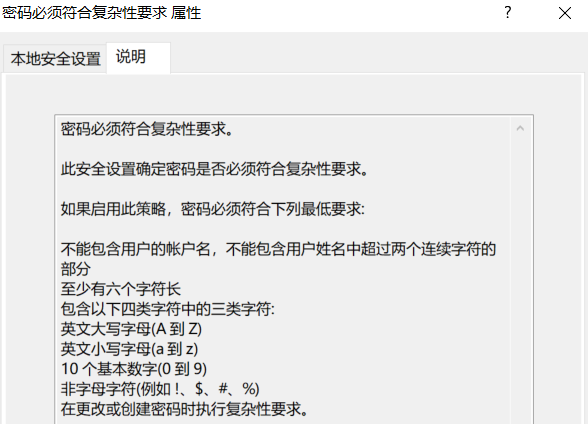 密码必须符合复杂性要求 属性
本地安全设置 说明
密码必须符合复杂性要求。
此安全设置确定密码是否必须符合复杂性要求。
如果启用此策略，密码必须符合下列最低要求:
不能包含用户的帐户名，不能包含用户姓名中超过两个连续字符的
部分
至少有六个字符长
包含以下四类字符中的三类字符:
英文大写字母(A 到 Z)
英文小写字母(a 到 z)
10 个基本数字(0 到 9)
非字母字符(例如 !、$、#、%)
在更改或创建密码时执行复杂性要求。